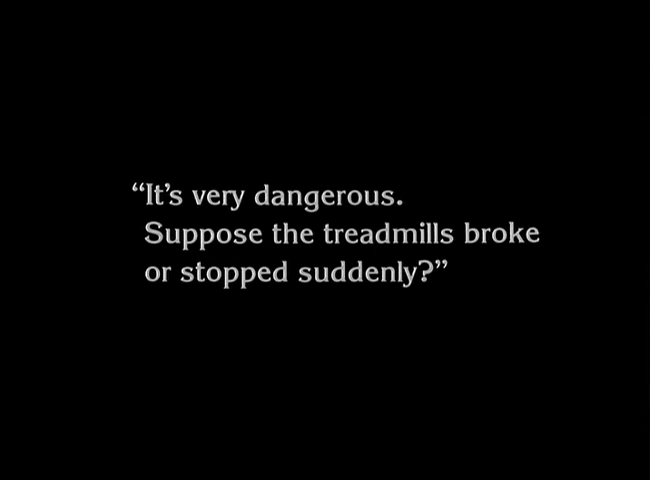 “It’s very dangerous.
Suppose the treadmills broke
or stopped suddenly?”